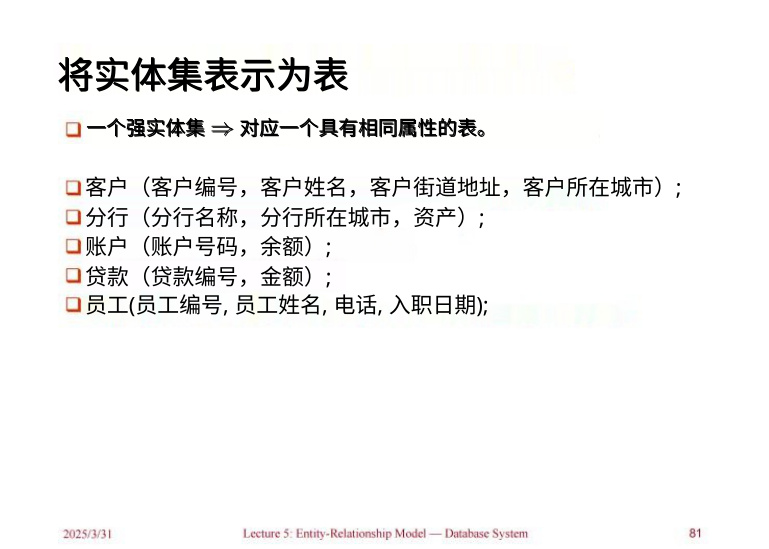 将实体集表示为表
一个强实体集 ⇒ 对应一个具有相同属性的表。
客户（客户编号，客户姓名，客户街道地址，客户所在城市）;
分行（分行名称，分行所在城市，资产）;
账户（账户号码，余额）;
贷款（贷款编号，金额）;
员工(员工编号, 员工姓名, 电话, 入职日期);
2025/3/31 Lecture 5: Entity-Relationship Model — Database System 81